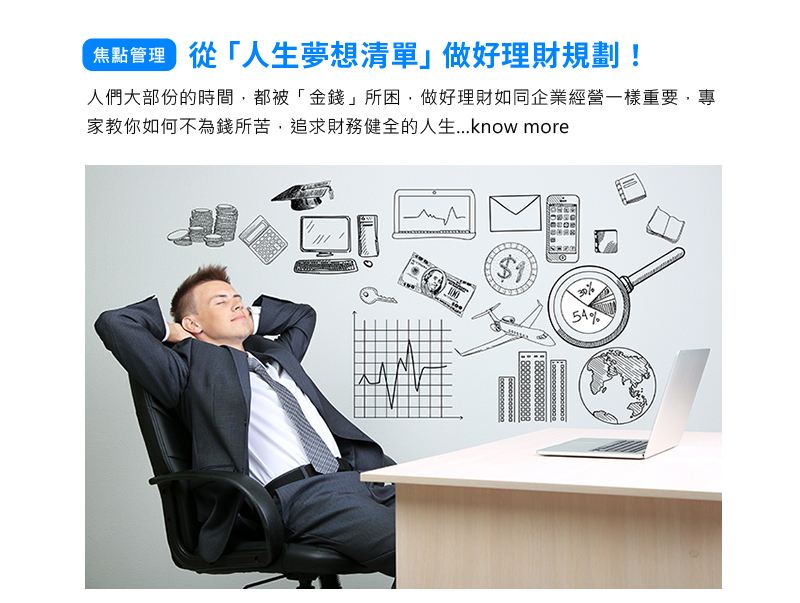 焦點管理 從「人生夢想清單」做好理財規劃！
人們大部份的時間，都被「金錢」所困，做好理財如同企業經營一樣重要，專
家教你如何不為錢所苦，追求財務健全的人生...know more
$1
100
30%
54%